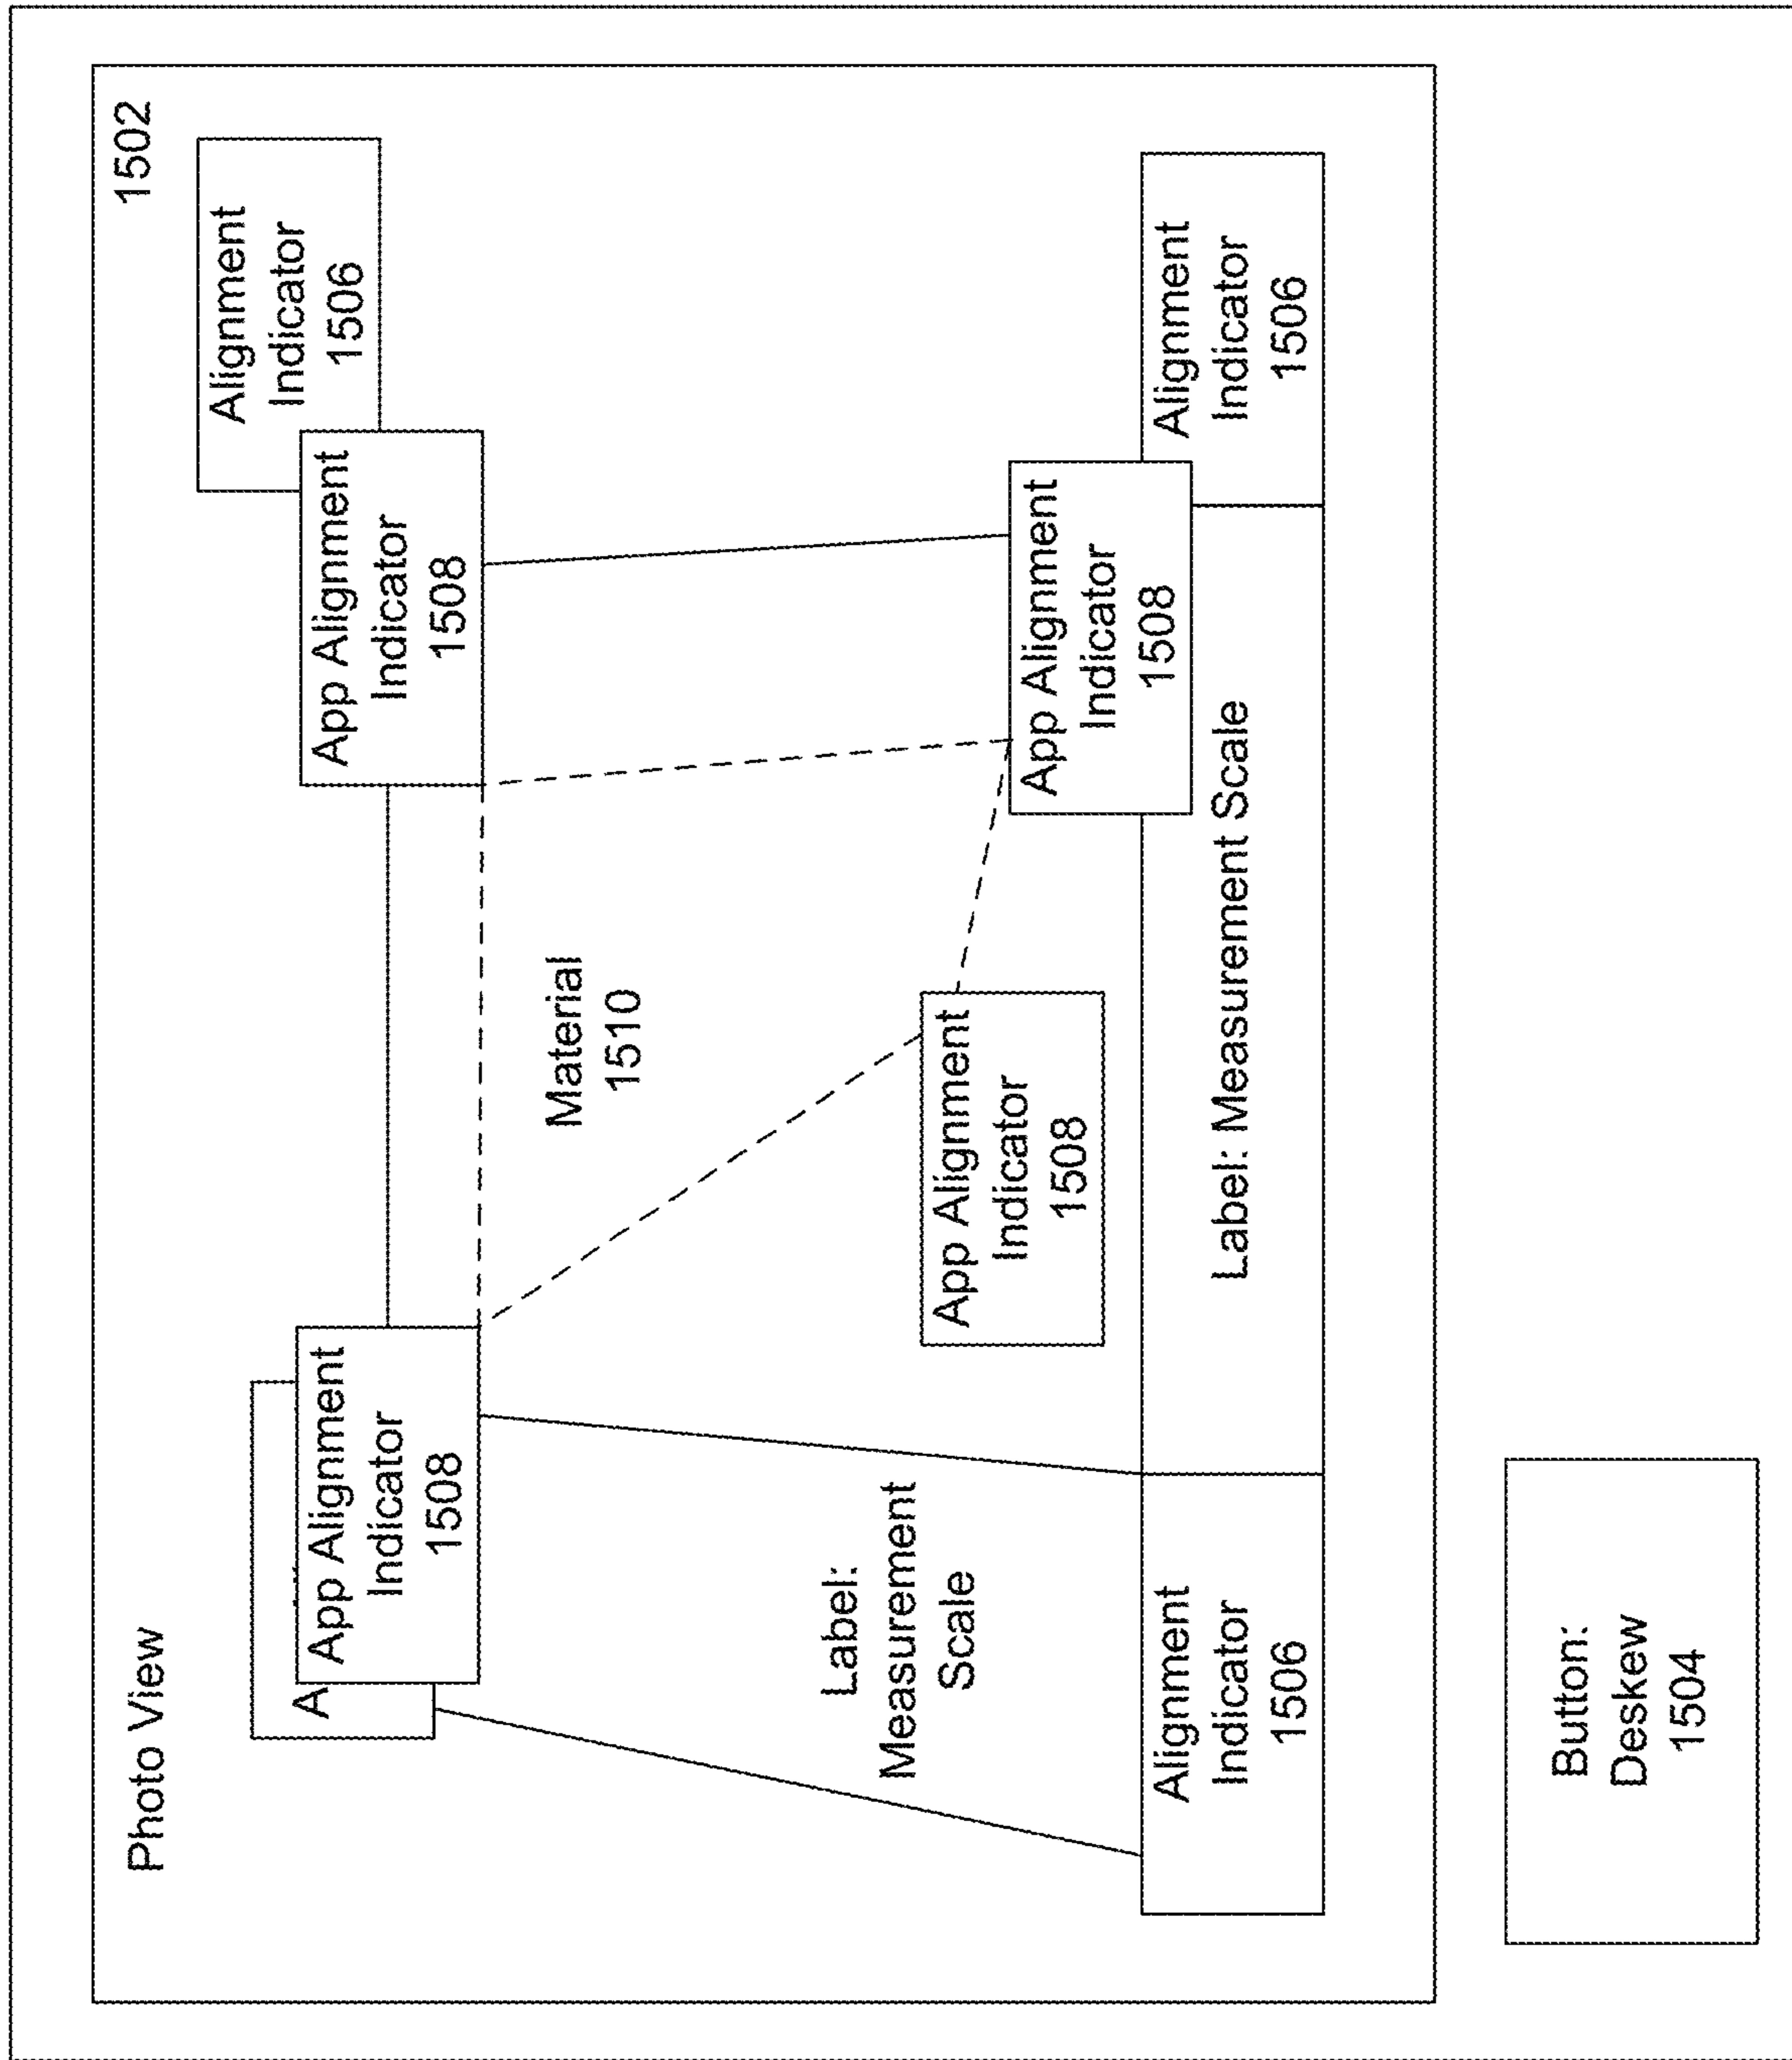 Photo View
1502
A
App Alignment
Indicator
1508
App Alignment
Indicator
1508
Alignment
Indicator
1506
Material
1510
Label:
Measurement
Scale
App Alignment
Indicator
1508
App Alignment
Indicator
1508
Alignment
Indicator
1506
Label: Measurement Scale
Alignment
Indicator
1506
Button:
Deskew
1504